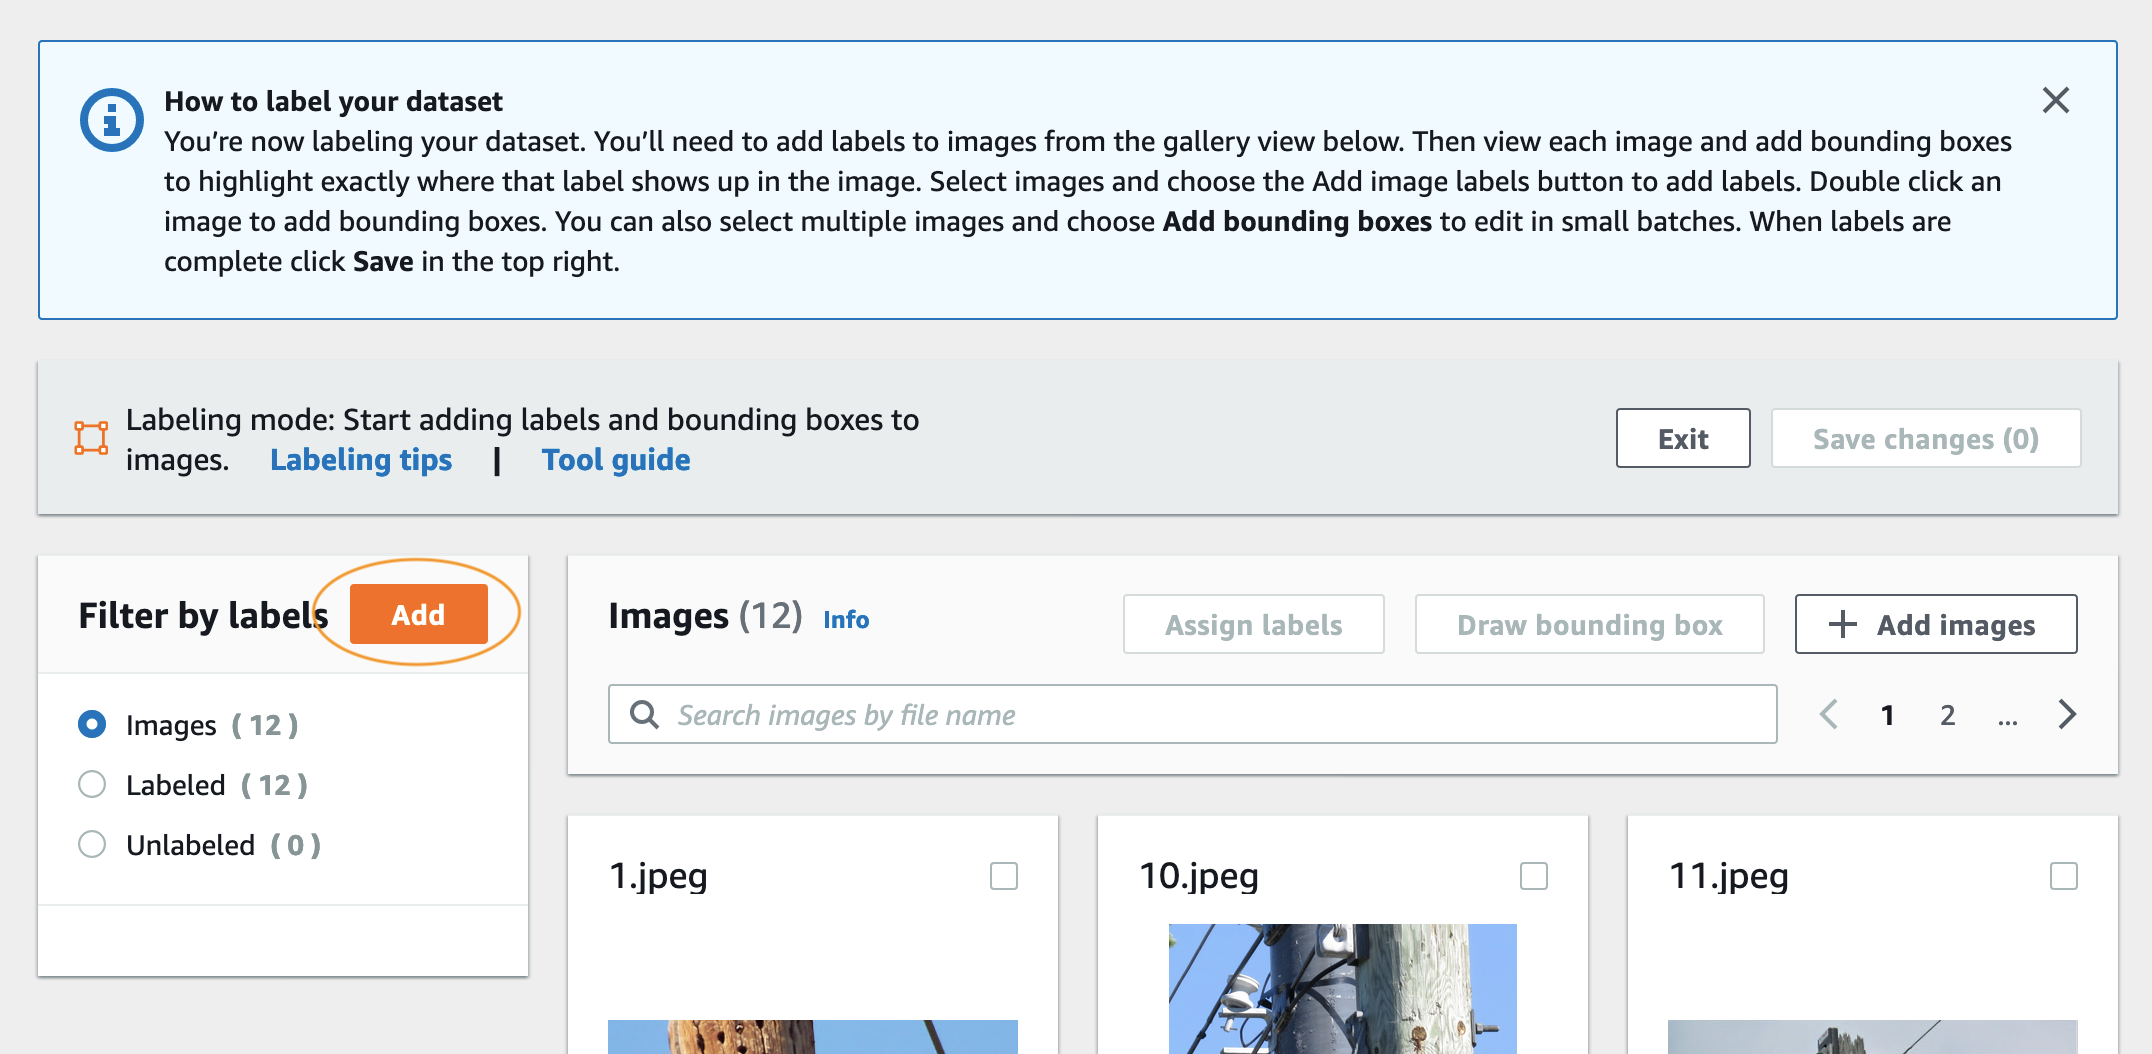 How to label your dataset
You’re now labeling your dataset. You’ll need to add labels to images from the gallery view below. Then view each image and add bounding boxes
to highlight exactly where that label shows up in the image. Select images and choose the Add image labels button to add labels. Double click an
image to add bounding boxes. You can also select multiple images and choose Add bounding boxes to edit in small batches. When labels are
complete click Save in the top right.
Labeling mode: Start adding labels and bounding boxes to
images. Labeling tips | Tool guide
Exit
Save changes (0)
Filter by labels
Add
Images ( 12 )
Labeled ( 12 )
Unlabeled ( 0 )
Images (12) Info
Assign labels
Draw bounding box
Add images
Search images by file name
1 2 ...
1.jpeg
10.jpeg
11.jpeg